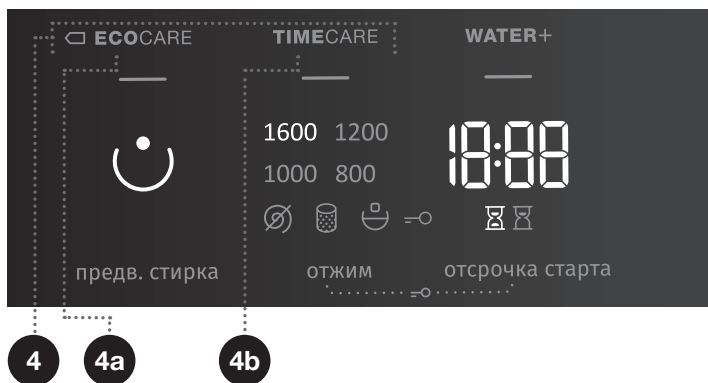 ECOCARE TIMECARE WATER+
1600 1200 18:88
1000 800
предв. стирка отжим отсрочка старта
4 4a 4b